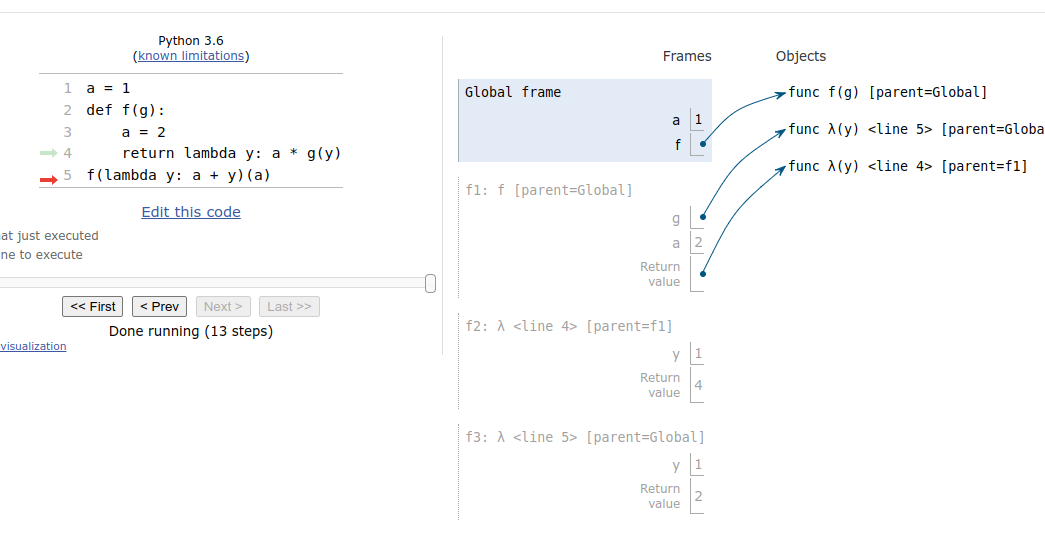 Python 3.6
(known limitations)
1 a = 1
2 def f(g):
3     a = 2
4     return lambda y: a * g(y)
5 f(lambda y: a + y)(a)
Edit this code
at just executed
ne to execute
<< First < Prev Next > Last >>
Done running (13 steps)
visualization
Frames Objects
Global frame
a 1
f
func f(g) [parent=Global]
func λ(y) <line 5> [parent=Globa
func λ(y) <line 4> [parent=f1]
f1: f [parent=Global]
g
a 2
Return
value
f2: λ <line 4> [parent=f1]
y 1
Return
value 4
f3: λ <line 5> [parent=Global]
y 1
Return
value 2